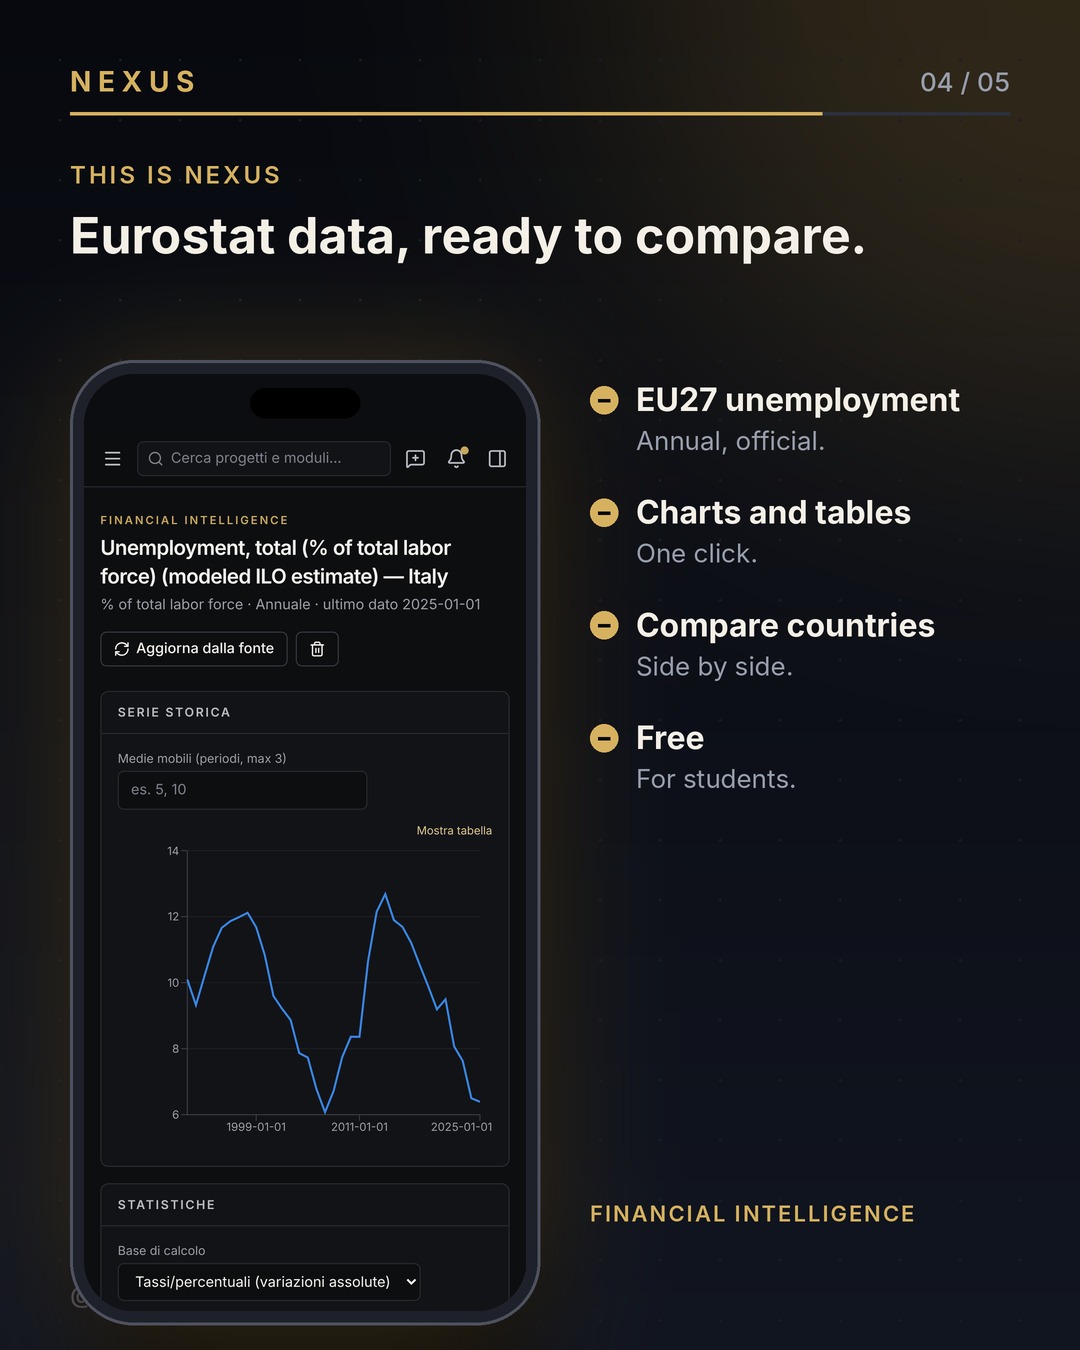 NEXUS
04 / 05
THIS IS NEXUS
Eurostat data, ready to compare.
Cerca progetti e moduli...
FINANCIAL INTELLIGENCE
Unemployment, total (% of total labor
force) (modeled ILO estimate) — Italy
% of total labor force · Annuale · ultimo dato 2025-01-01
Aggiorna dalla fonte
SERIE STORICA
Medie mobili (periodi, max 3)
es. 5, 10
Mostra tabella
14
12
10
8
6
1999-01-01
2011-01-01
2025-01-01
STATISTICHE
Base di calcolo
Tassi/percentuali (variazioni assolute)
EU27 unemployment
Annual, official.
Charts and tables
One click.
Compare countries
Side by side.
Free
For students.
FINANCIAL INTELLIGENCE